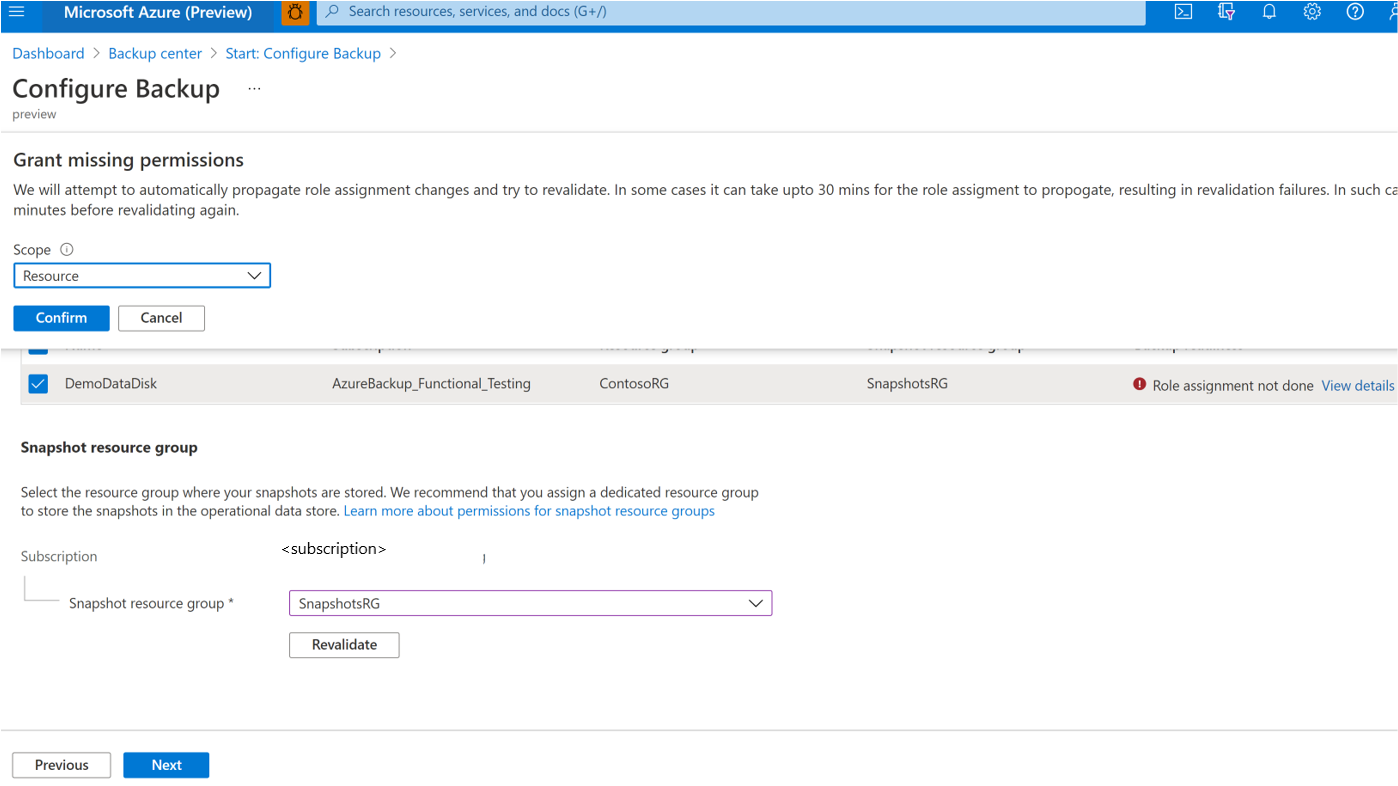 Microsoft Azure (Preview)
Search resources, services, and docs (G+/)
Dashboard > Backup center > Start: Configure Backup >
Configure Backup ...
preview
Grant missing permissions
We will attempt to automatically propagate role assignment changes and try to revalidate. In some cases it can take upto 30 mins for the role assigment to propogate, resulting in revalidation failures. In such ca
minutes before revalidating again.
Scope
Resource
Confirm Cancel
DemoDataDisk AzureBackup_Functional_Testing ContosoRG SnapshotsRG Role assignment not done View details
Snapshot resource group
Select the resource group where your snapshots are stored. We recommend that you assign a dedicated resource group
to store the snapshots in the operational data store. Learn more about permissions for snapshot resource groups
Subscription <subscription>
Snapshot resource group * SnapshotsRG
Revalidate
Previous Next